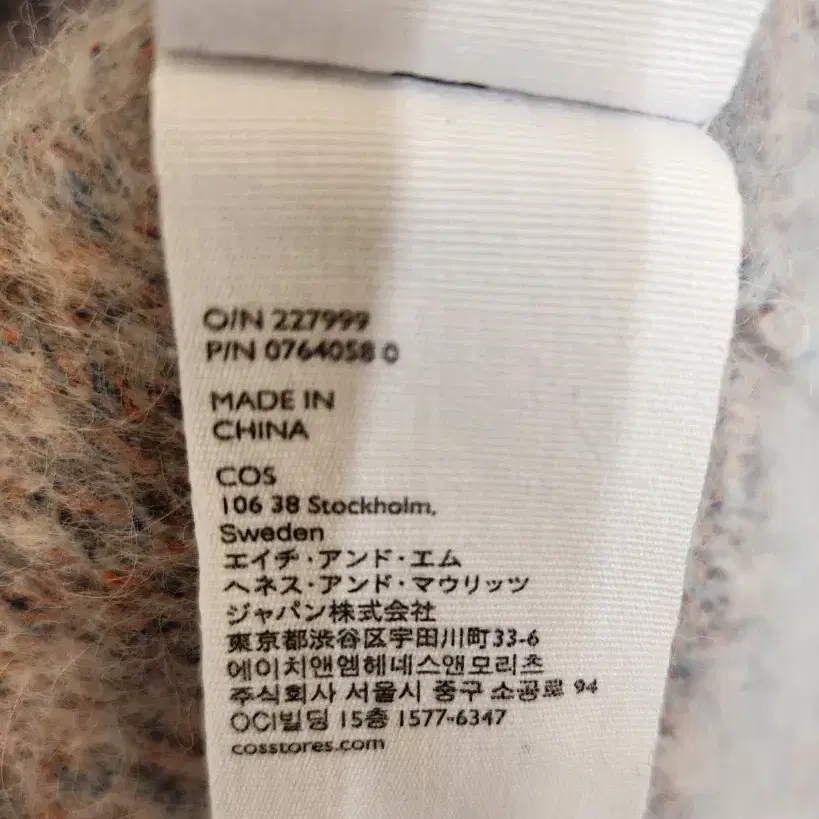 O/N 227999
P/N 0764058 0
MADE IN
CHINA
COS
106 38 Stockholm,
Sweden
エイチ・アンド・エム
ヘネス・アンド・マウリッツ
ジャパン株式会社
東京都渋谷区宇田川町33-6
에이치앤엠헤네스앤모리츠
주식회사 서울시 중구 소공로 94
OCI빌딩 15층 1577-6347
cosstores.com